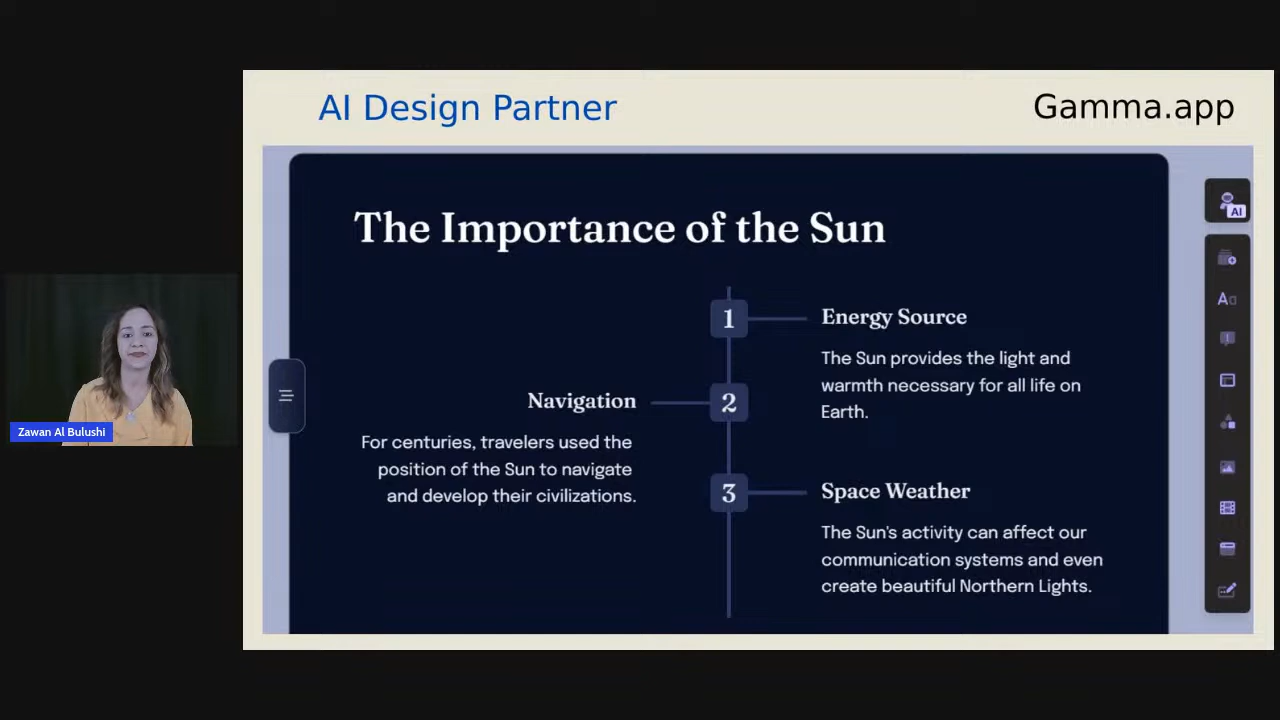 AI Design Partner
Gamma.app
The Importance of the Sun
AI
Aa
1
Energy Source
The Sun provides the light and
warmth necessary for all life on
Earth.
2
Navigation
For centuries, travelers used the
position of the Sun to navigate
and develop their civilizations.
3
Space Weather
The Sun's activity can affect our
communication systems and even
create beautiful Northern Lights.
Zawan Al Bulushi